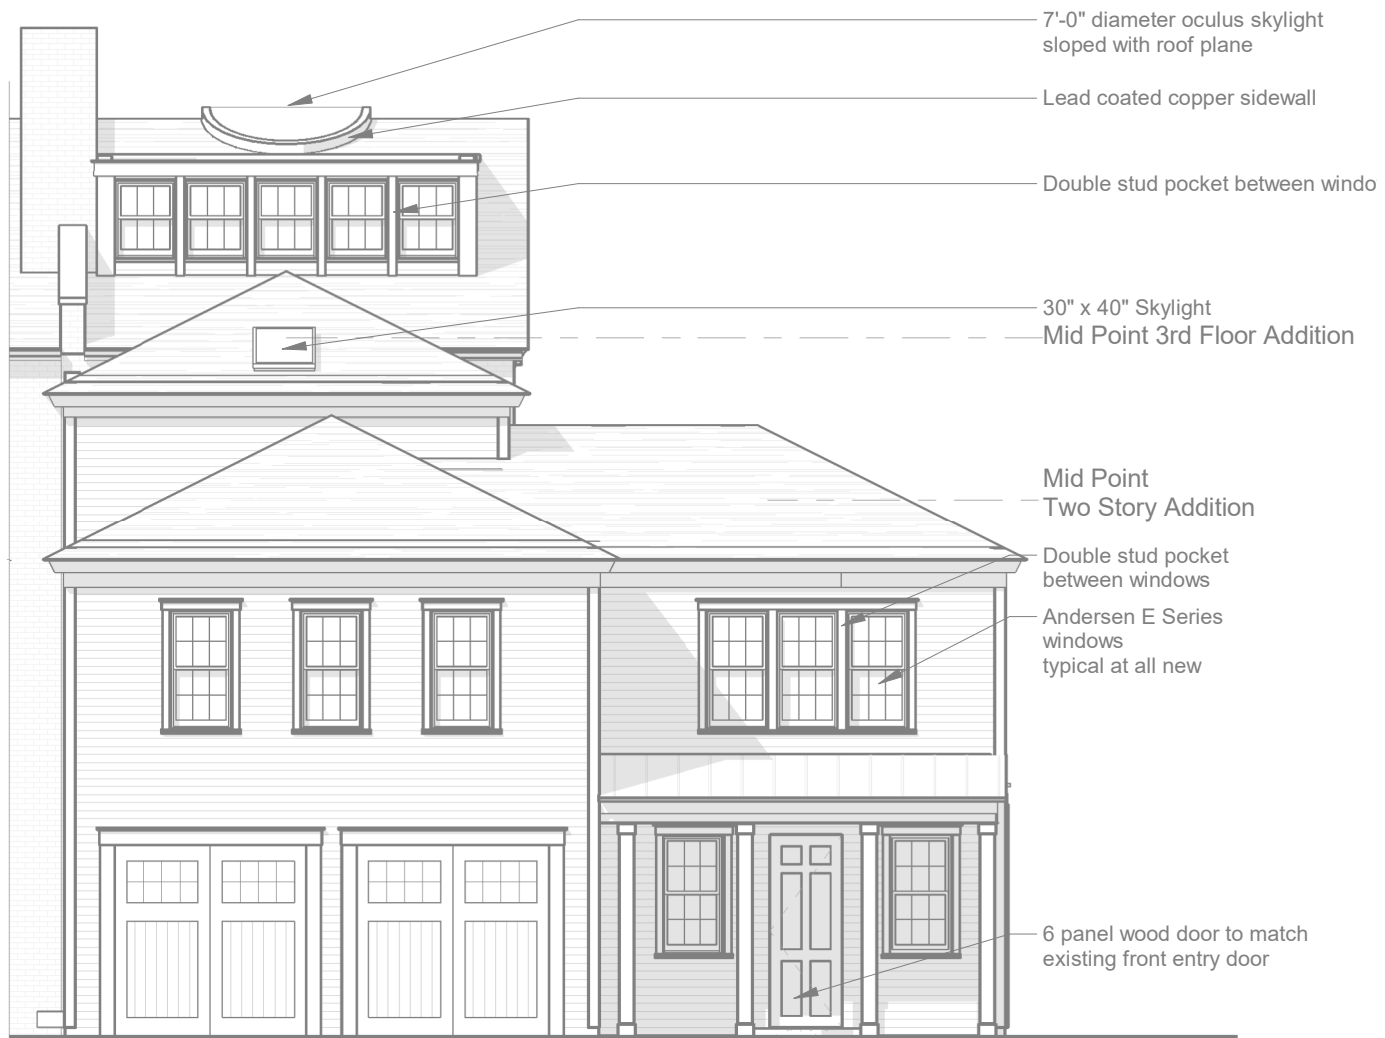 7'-0" diameter oculus skylight
sloped with roof plane
Lead coated copper sidewall
Double stud pocket between windo
30" x 40" Skylight
Mid Point 3rd Floor Addition
Mid Point
Two Story Addition
Double stud pocket
between windows
Andersen E Series
windows
typical at all new
6 panel wood door to match
existing front entry door